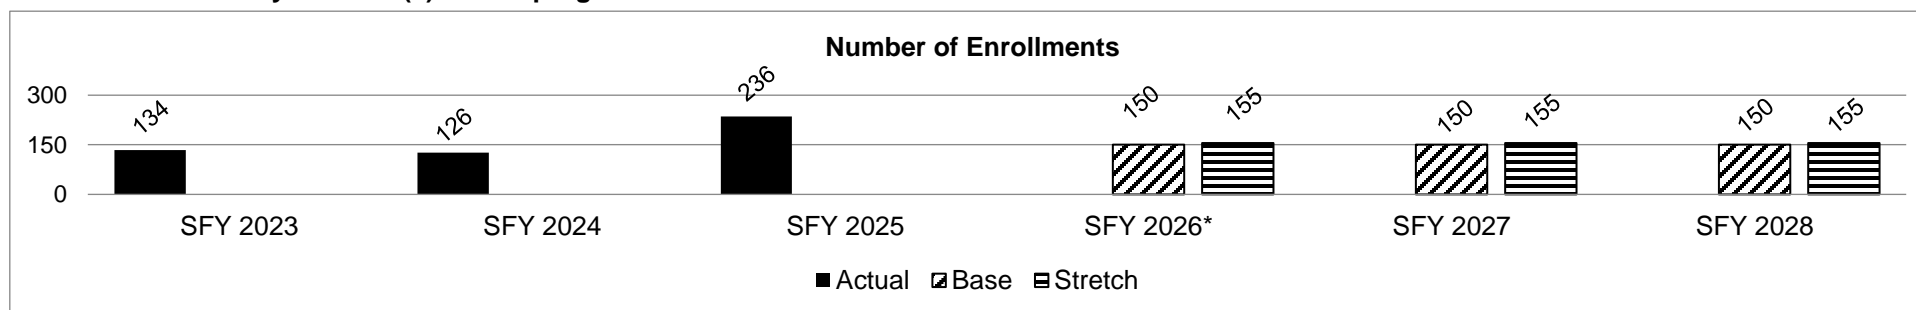 Number of Enrollments
300
150
0
134
126
236
150
155
150
155
150
155
SFY 2023
SFY 2024
SFY 2025
SFY 2026*
SFY 2027
SFY 2028
Actual
Base
Stretch